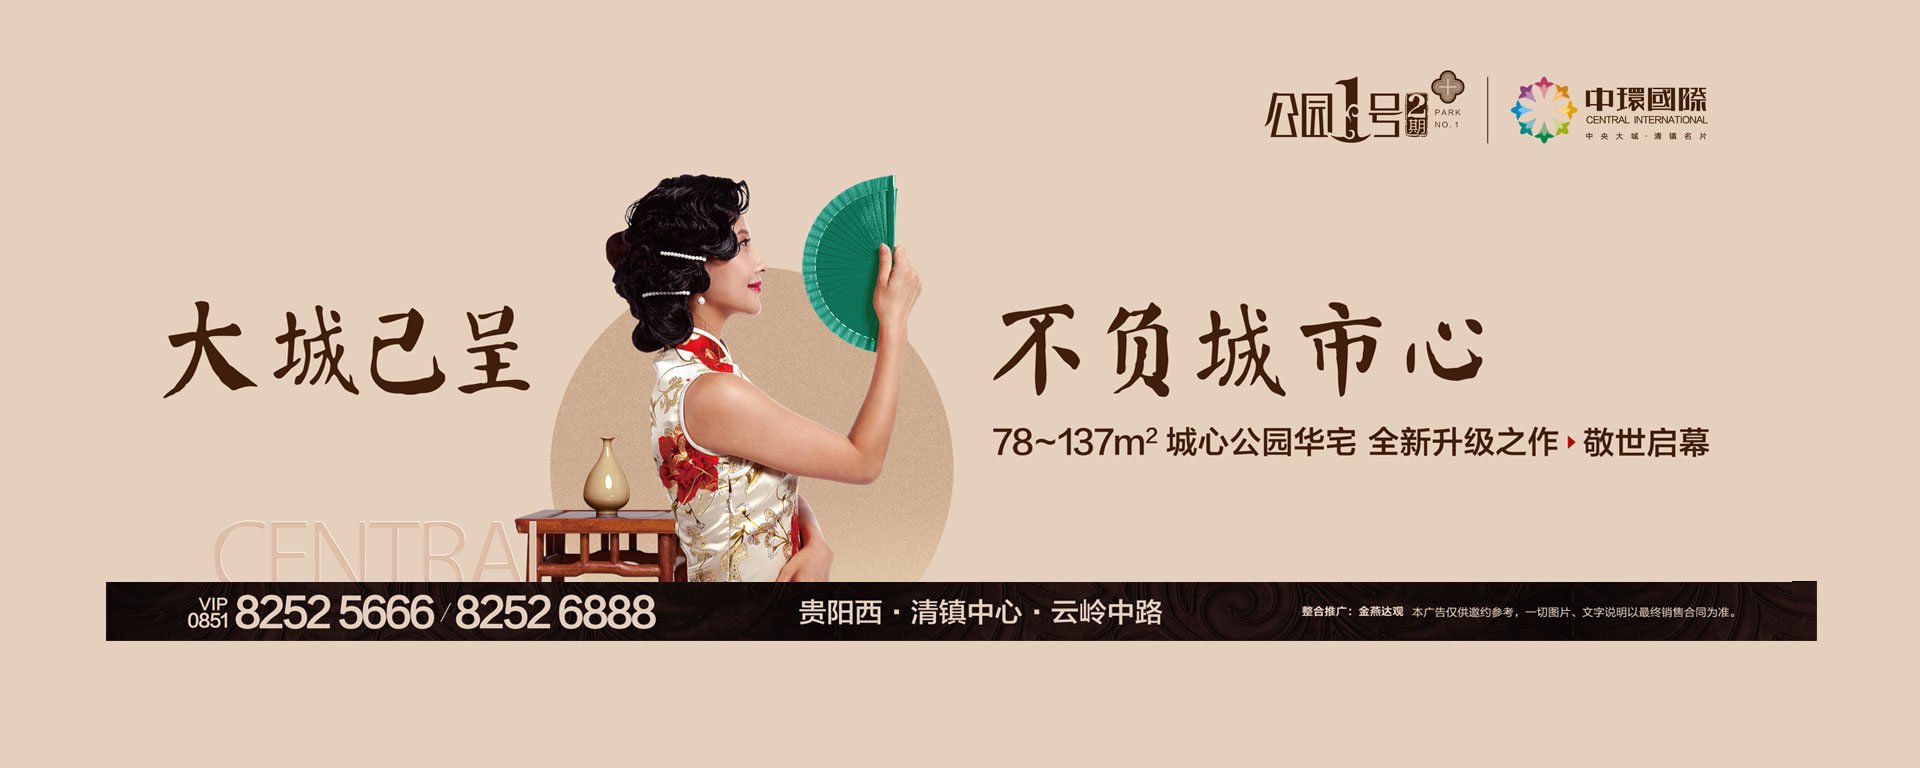 公园1号2期
PARK
NO.1
中環國際
CENTRAL INTERNATIONAL
中央大城·清镇名片
大城已呈 不负城市心
78~137m² 城心公园华宅 全新升级之作 敬世启幕
CENTRAL
VIP
0851 8252 5666 / 8252 6888
贵阳西·清镇中心·云岭中路
整合推广：金燕达观 本广告仅供邀约参考，一切图片、文字说明以最终销售合同为准。